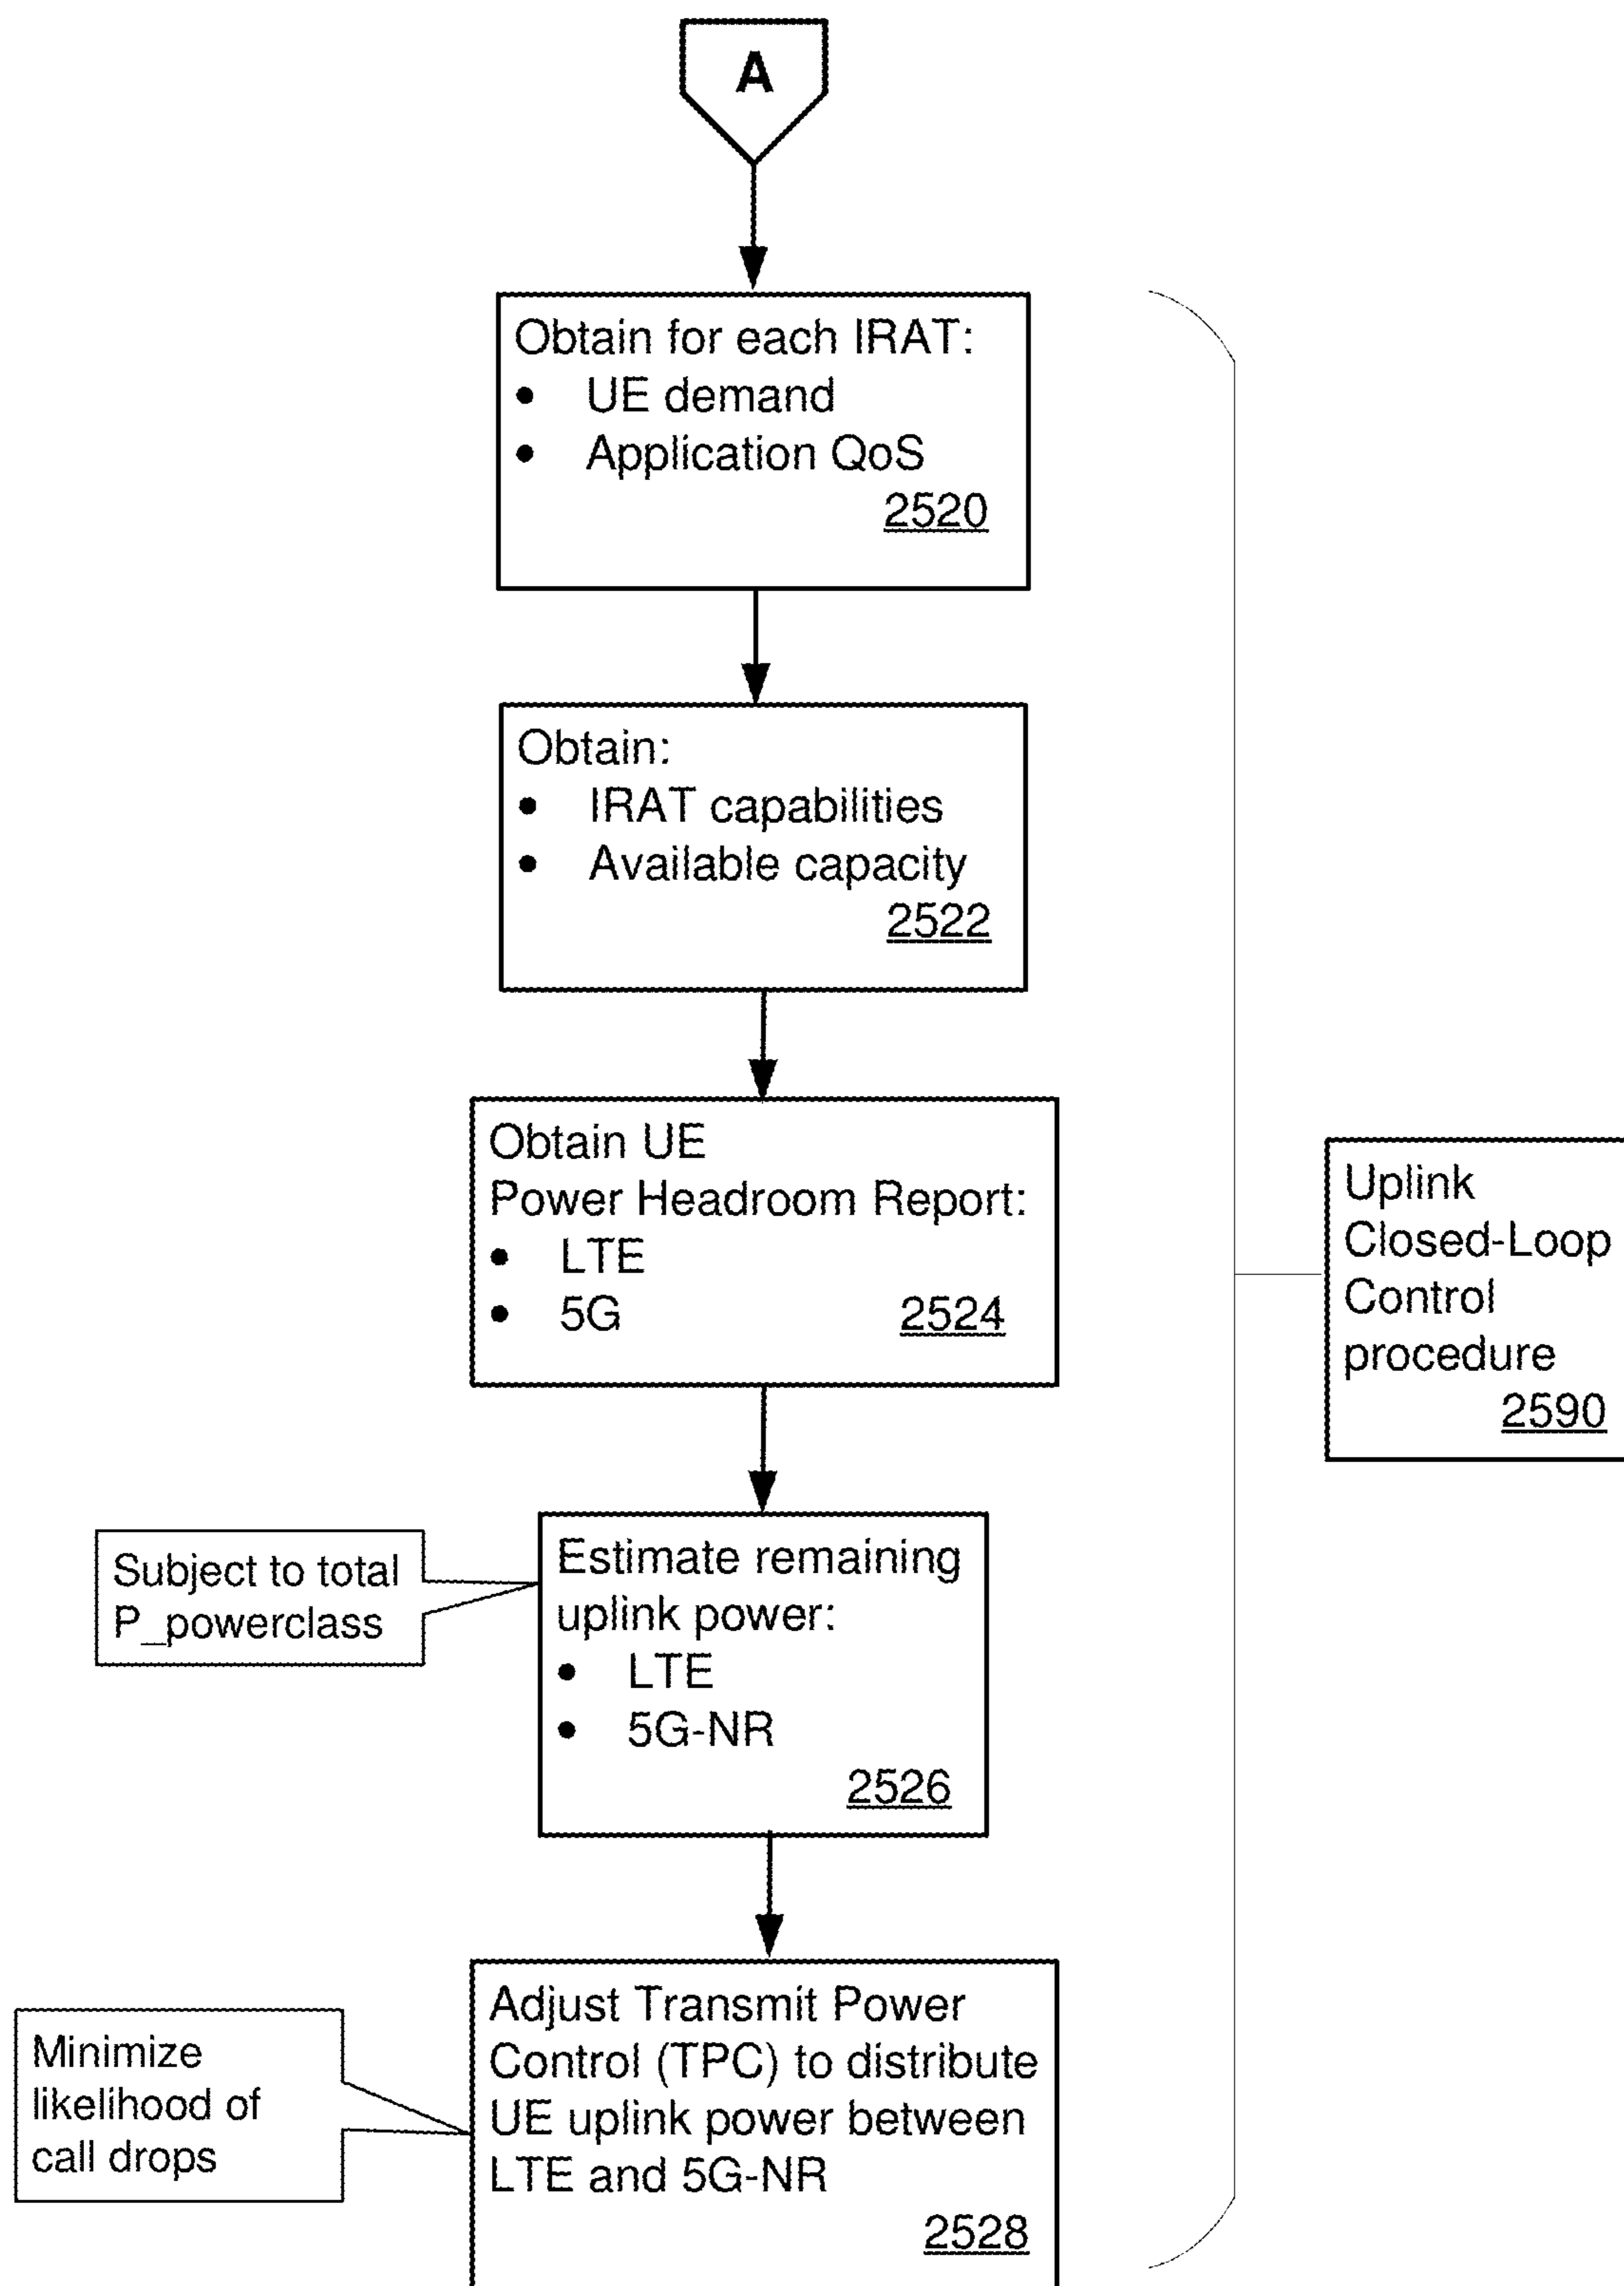 A
Obtain for each IRAT:
• UE demand
• Application QoS
2520
Obtain:
• IRAT capabilities
• Available capacity
2522
Obtain UE
Power Headroom Report:
• LTE
• 5G 2524
Uplink
Closed-Loop
Control
procedure
2590
Subject to total
P_powerclass
Estimate remaining
uplink power:
• LTE
• 5G-NR
2526
Minimize
likelihood of
call drops
Adjust Transmit Power
Control (TPC) to distribute
UE uplink power between
LTE and 5G-NR
2528